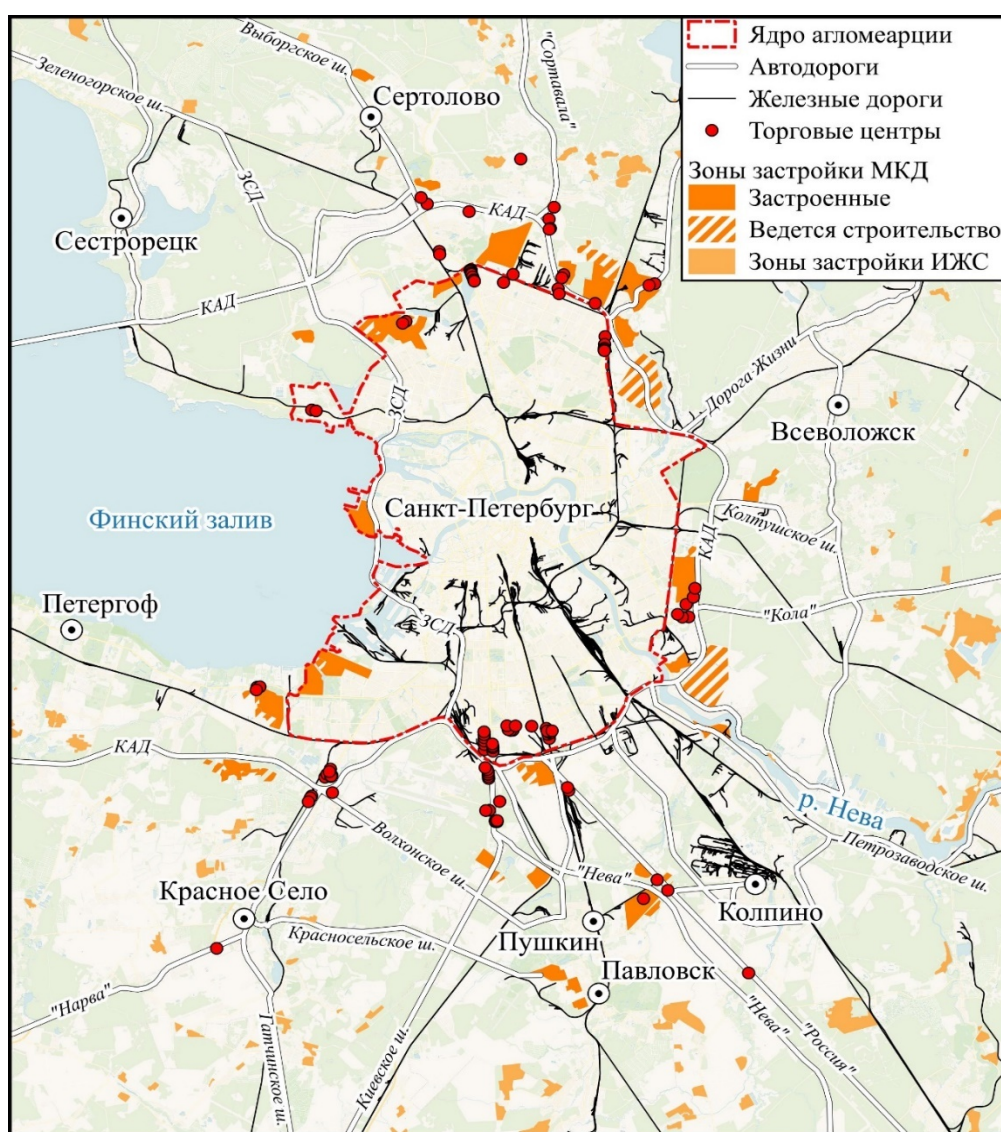 Ядро агломеарции
Автодороги
Железные дороги
Торговые центры
Зоны застройки МКД
Застроенные
Ведется строительство
Зоны застройки ИЖС
Выборгское ш.
"Сортавала"
Зеленогорское ш.
Сертолово
ЗСД
КАД
Сестрорецк
КАД
Дорога Жизни
ЗСД
Всеволожск
Санкт-Петербург
Финский залив
Колтушское ш.
КАД
Петергоф
"Кола"
ЗСД
КАД
р. Нева
Волхонское ш.
Петрозаводское ш.
"Нева"
Красное Село
Колпино
Красносельское ш.
Пушкин
Павловск
"Нарва"
"Нева"
"Россия"
Гатчинское ш.
Киевское ш.